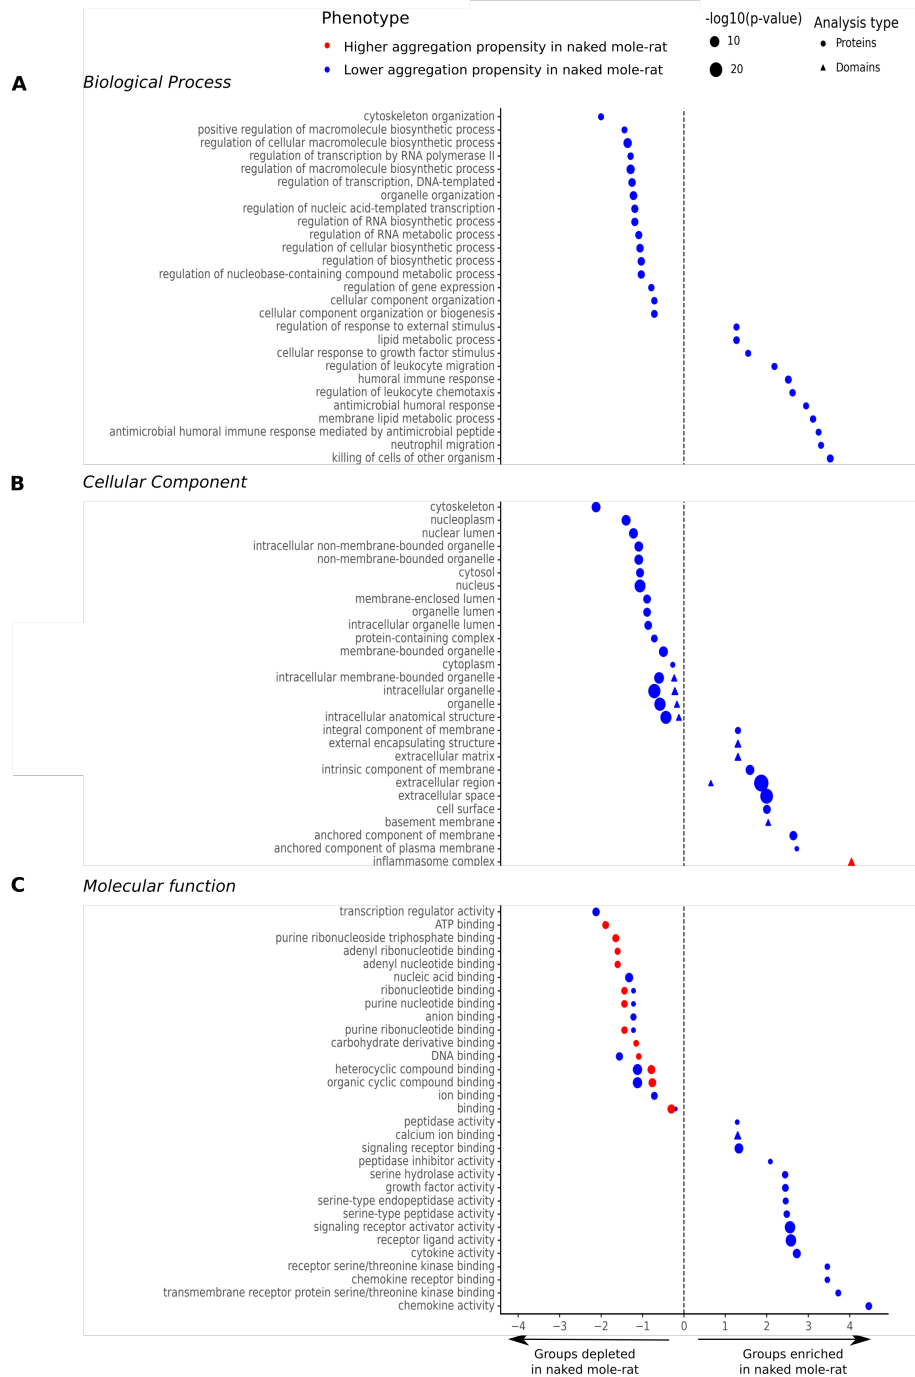 Phenotype
Higher aggregation propensity in naked mole-rat
Lower aggregation propensity in naked mole-rat
-log10(p-value)
10
20
Analysis type
Proteins
Domains
A
Biological Process
cytoskeleton organization
positive regulation of macromolecule biosynthetic process
regulation of cellular macromolecule biosynthetic process
regulation of transcription by RNA polymerase II
regulation of macromolecule biosynthetic process
regulation of transcription, DNA-templated
organelle organization
regulation of nucleic acid-templated transcription
regulation of RNA biosynthetic process
regulation of RNA metabolic process
regulation of cellular biosynthetic process
regulation of biosynthetic process
regulation of nucleobase-containing compound metabolic process
regulation of gene expression
cellular component organization
cellular component organization or biogenesis
regulation of response to external stimulus
lipid metabolic process
cellular response to growth factor stimulus
regulation of leukocyte migration
humoral immune response
regulation of leukocyte chemotaxis
antimicrobial humoral response
membrane lipid metabolic process
antimicrobial humoral immune response mediated by antimicrobial peptide
neutrophil migration
killing of cells of other organism
B
Cellular Component
cytoskeleton
nucleoplasm
nuclear lumen
intracellular non-membrane-bounded organelle
non-membrane-bounded organelle
cytosol
nucleus
membrane-enclosed lumen
organelle lumen
intracellular organelle lumen
protein-containing complex
membrane-bounded organelle
cytoplasm
intracellular membrane-bounded organelle
intracellular organelle
organelle
intracellular anatomical structure
integral component of membrane
external encapsulating structure
extracellular matrix
intrinsic component of membrane
extracellular region
extracellular space
cell surface
basement membrane
anchored component of membrane
anchored component of plasma membrane
inflammasome complex
C
Molecular function
transcription regulator activity
ATP binding
purine ribonucleoside triphosphate binding
adenyl ribonucleotide binding
adenyl nucleotide binding
nucleic acid binding
ribonucleotide binding
purine nucleotide binding
anion binding
purine ribonucleotide binding
carbohydrate derivative binding
DNA binding
heterocyclic compound binding
organic cyclic compound binding
ion binding
binding
peptidase activity
calcium ion binding
signaling receptor binding
peptidase inhibitor activity
serine hydrolase activity
growth factor activity
serine-type endopeptidase activity
serine-type peptidase activity
signaling receptor activator activity
receptor ligand activity
cytokine activity
receptor serine/threonine kinase binding
chemokine receptor binding
transmembrane receptor protein serine/threonine kinase binding
chemokine activity
−4 −3 −2 −1 0 1 2 3 4
Groups depleted
in naked mole-rat
Groups enriched
in naked mole-rat